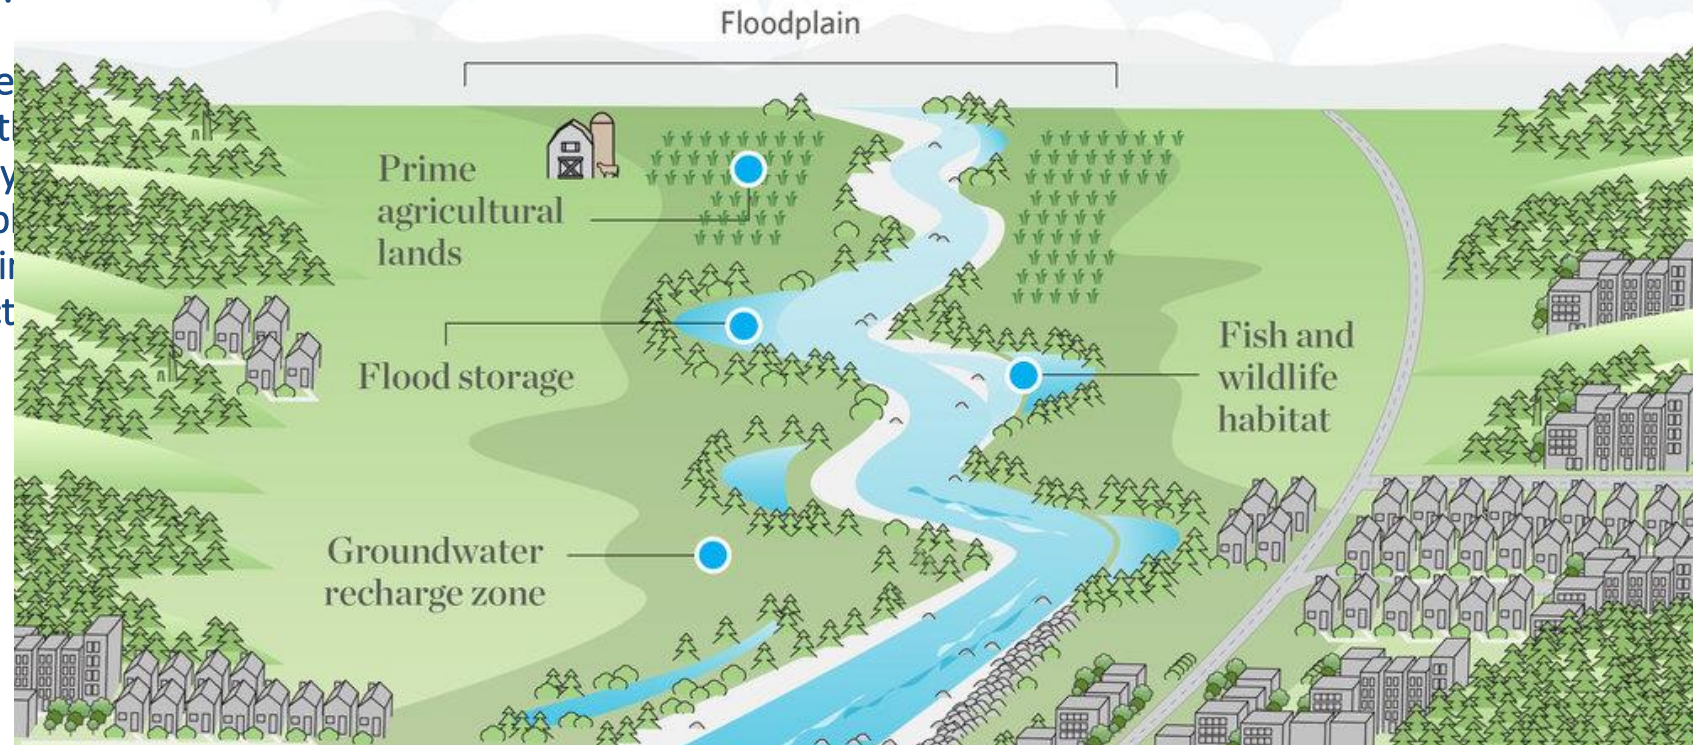 Floodplain
Prime
agricultural
lands
Flood storage
Fish and
wildlife
habitat
Groundwater
recharge zone